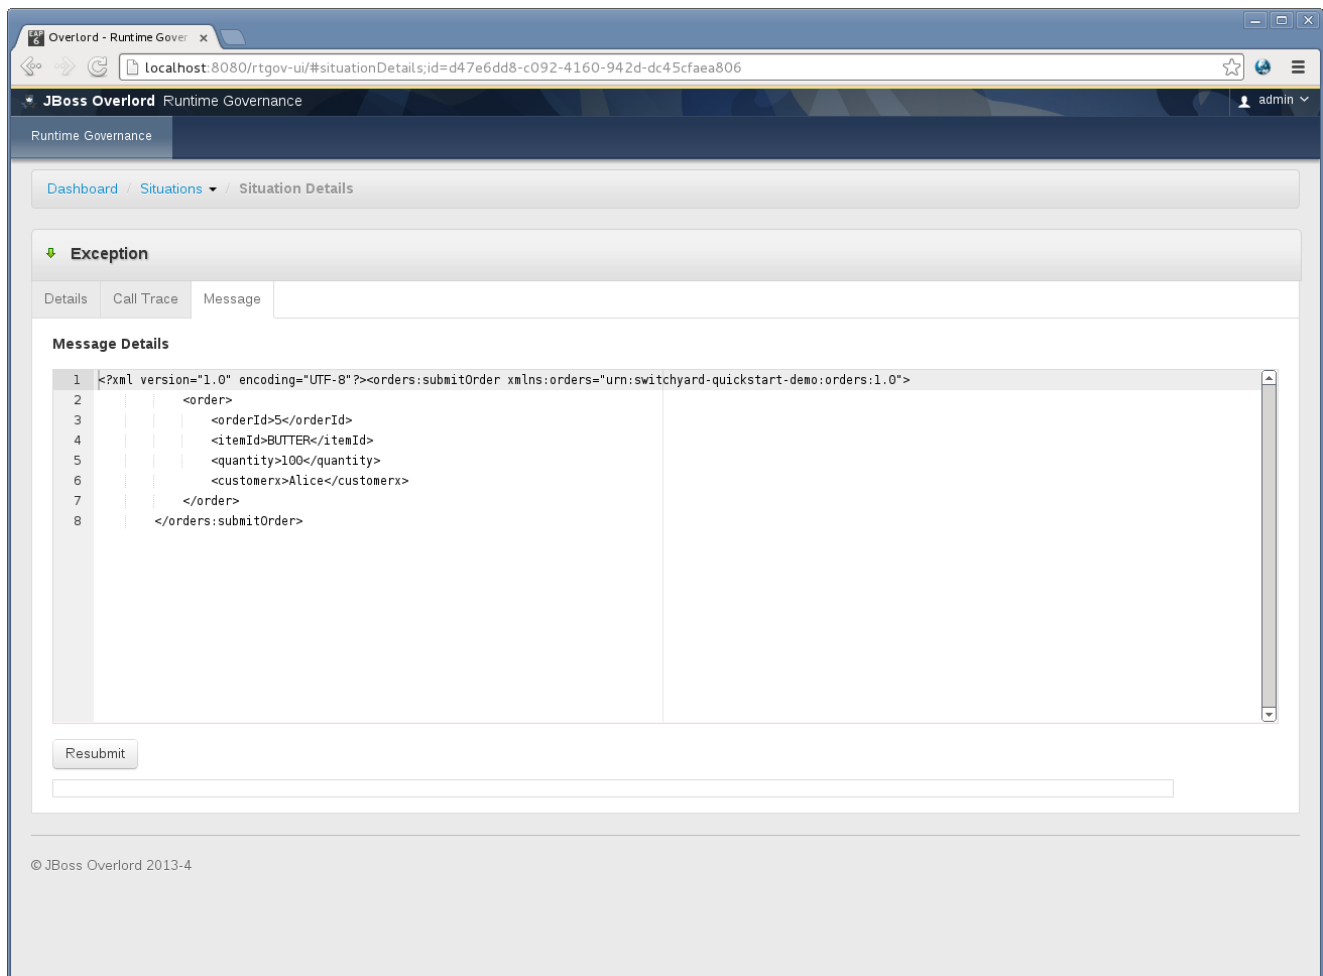 EAP 6 Overlord - Runtime Gover x
localhost:8080/rtgov-ui/#situationDetails;id=d47e6dd8-c092-4160-942d-dc45cfaea806
JBoss Overlord Runtime Governance admin
Runtime Governance
Dashboard / Situations / Situation Details
Exception
Details Call Trace Message
Message Details
1 <?xml version="1.0" encoding="UTF-8"?><orders:submitOrder xmlns:orders="urn:switchyard-quickstart-demo:orders:1.0">
2 <order>
3 <orderId>5</orderId>
4 <itemId>BUTTER</itemId>
5 <quantity>100</quantity>
6 <customerx>Alice</customerx>
7 </order>
8 </orders:submitOrder>
Resubmit
© JBoss Overlord 2013-4